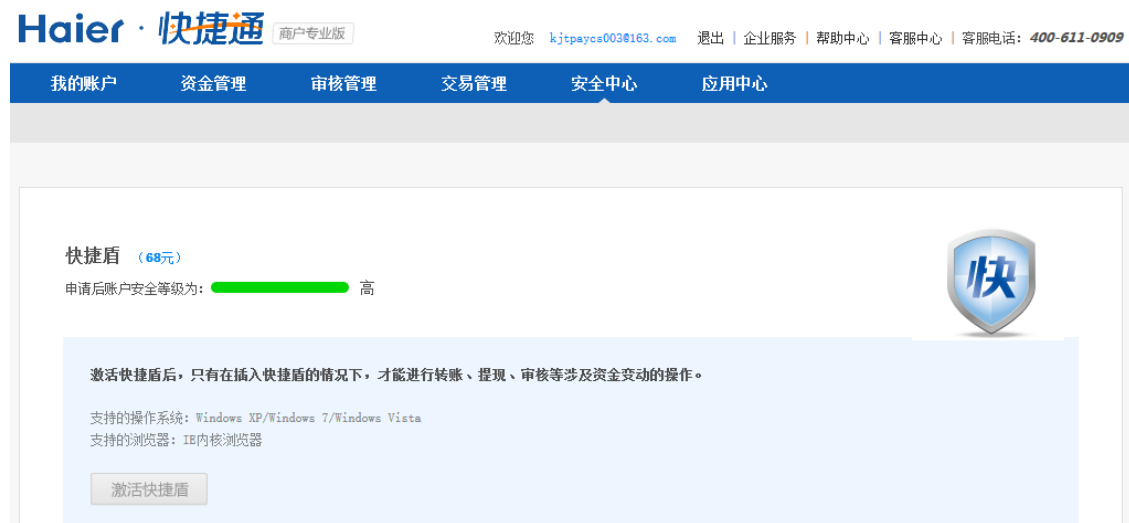 Haier · 快捷通 商户专业版
欢迎您 kjtpaycs003@163.com 退出 | 企业服务 | 帮助中心 | 客服中心 | 客服电话: 400-611-0909
我的账户 资金管理 审核管理 交易管理 安全中心 应用中心
快捷盾 (68元)
申请后账户安全等级为: 高
快
激活快捷盾后,只有在插入快捷盾的情况下,才能进行转账、提现、审核等涉及资金变动的操作。
支持的操作系统: Windows XP/Windows 7/Windows Vista
支持的浏览器: IE内核浏览器
激活快捷盾